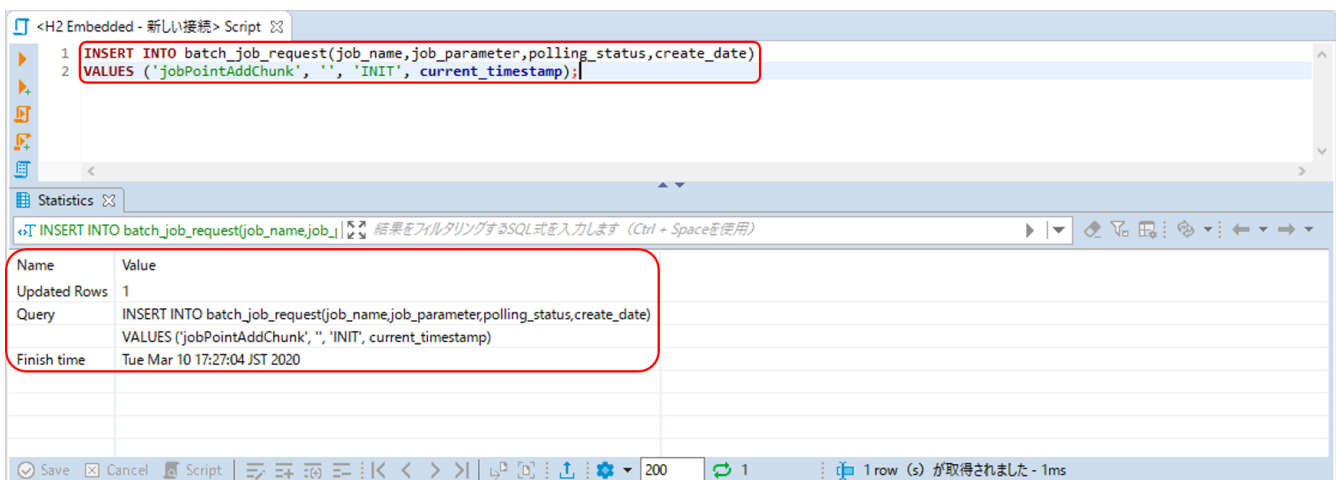 <H2 Embedded - 新しい接続> Script
1 INSERT INTO batch_job_request(job_name,job_parameter,polling_status,create_date)
2 VALUES ('jobPointAddChunk', '', 'INIT', current_timestamp);
Statistics
INSERT INTO batch_job_request(job_name,job_ 結果をフィルタリングするSQL式を入力します (Ctrl + Spaceを使用)
Name Value
Updated Rows 1
Query INSERT INTO batch_job_request(job_name,job_parameter,polling_status,create_date)
VALUES ('jobPointAddChunk', '', 'INIT', current_timestamp)
Finish time Tue Mar 10 17:27:04 JST 2020
Save Cancel Script 200 1 1 row (s) が取得されました - 1ms